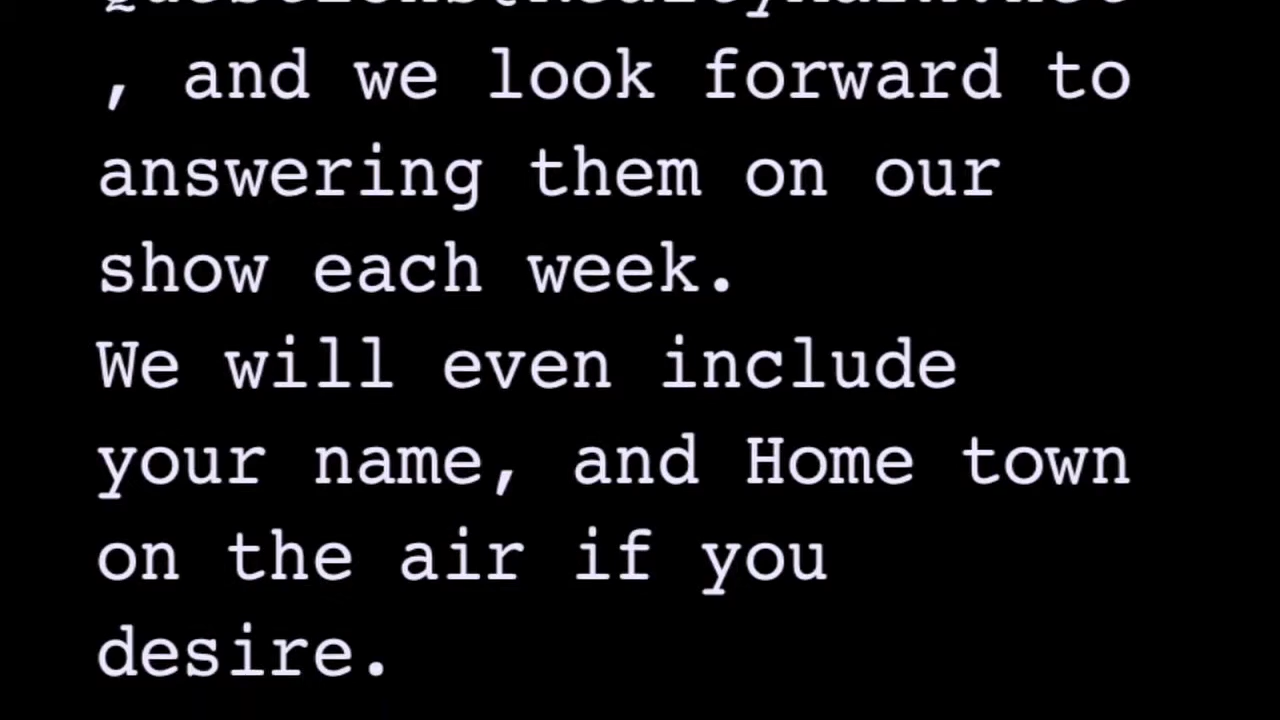 , and we look forward to
answering them on our
show each week.
We will even include
your name, and Home town
on the air if you
desire.